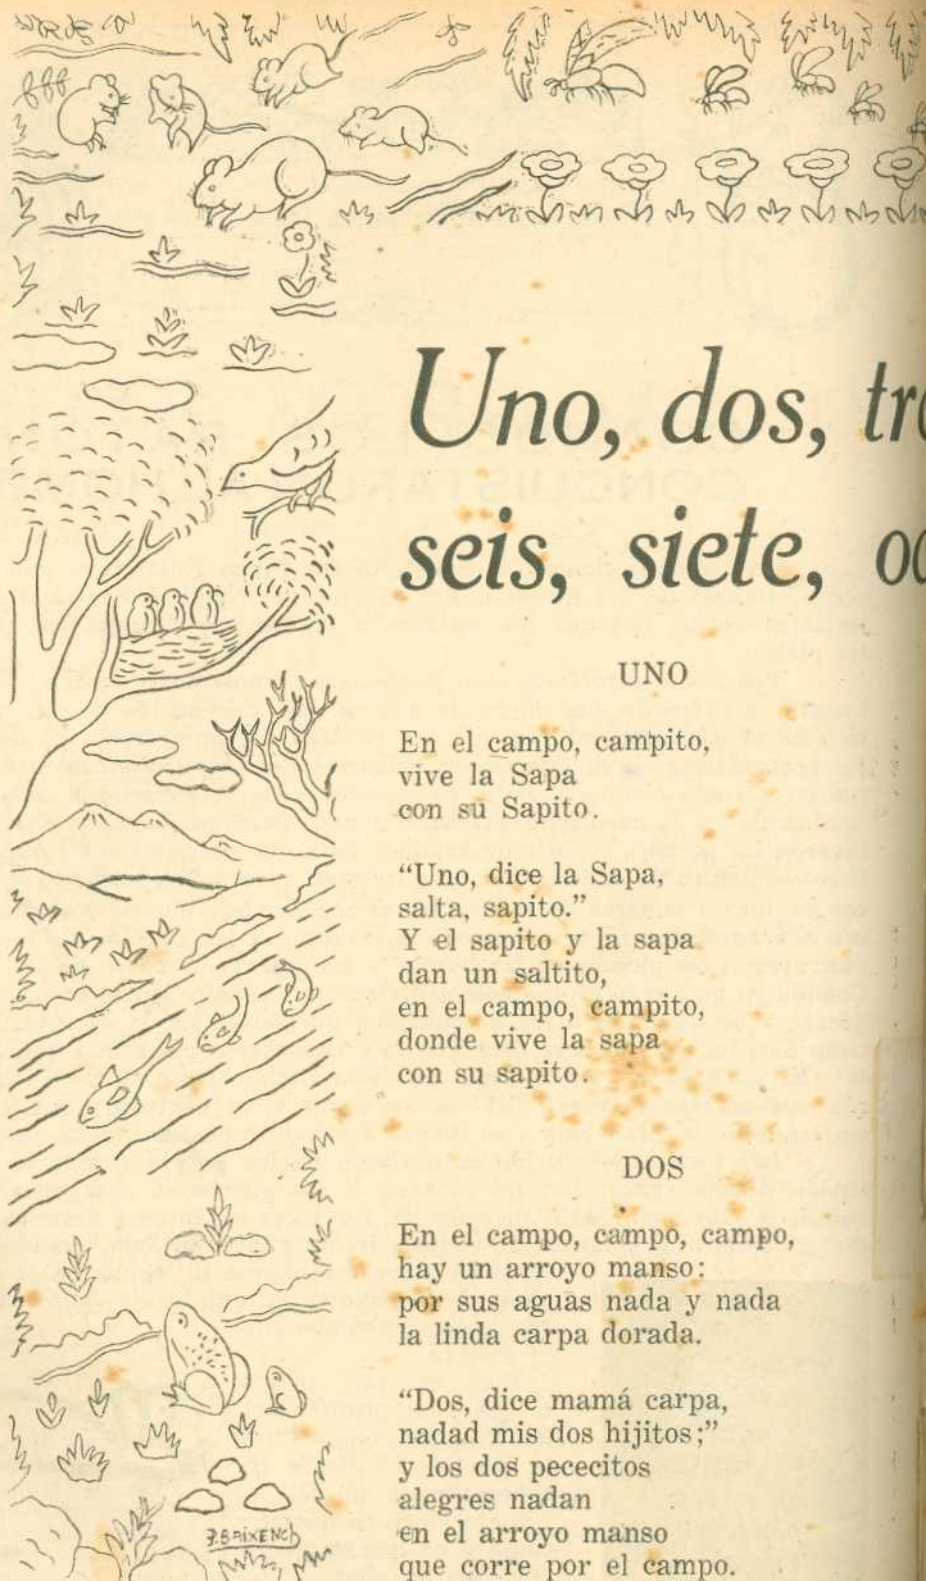 Uno, dos, tr
seis, siete, oc
UNO
En el campo, campito,
vive la Sapa
con su Sapito.
“Uno, dice la Sapa,
salta, sapito.”
Y el sapito y la sapa
dan un saltito,
en el campo, campito,
donde vive la sapa
con su sapito.
DOS
En el campo, campo, campo,
hay un arroyo manso:
por sus aguas nada y nada
la linda carpa dorada.
“Dos, dice mamá carpa,
nadad mis dos hijitos;”
y los dos pececitos
alegres nadan
en el arroyo manso
que corre por el campo.